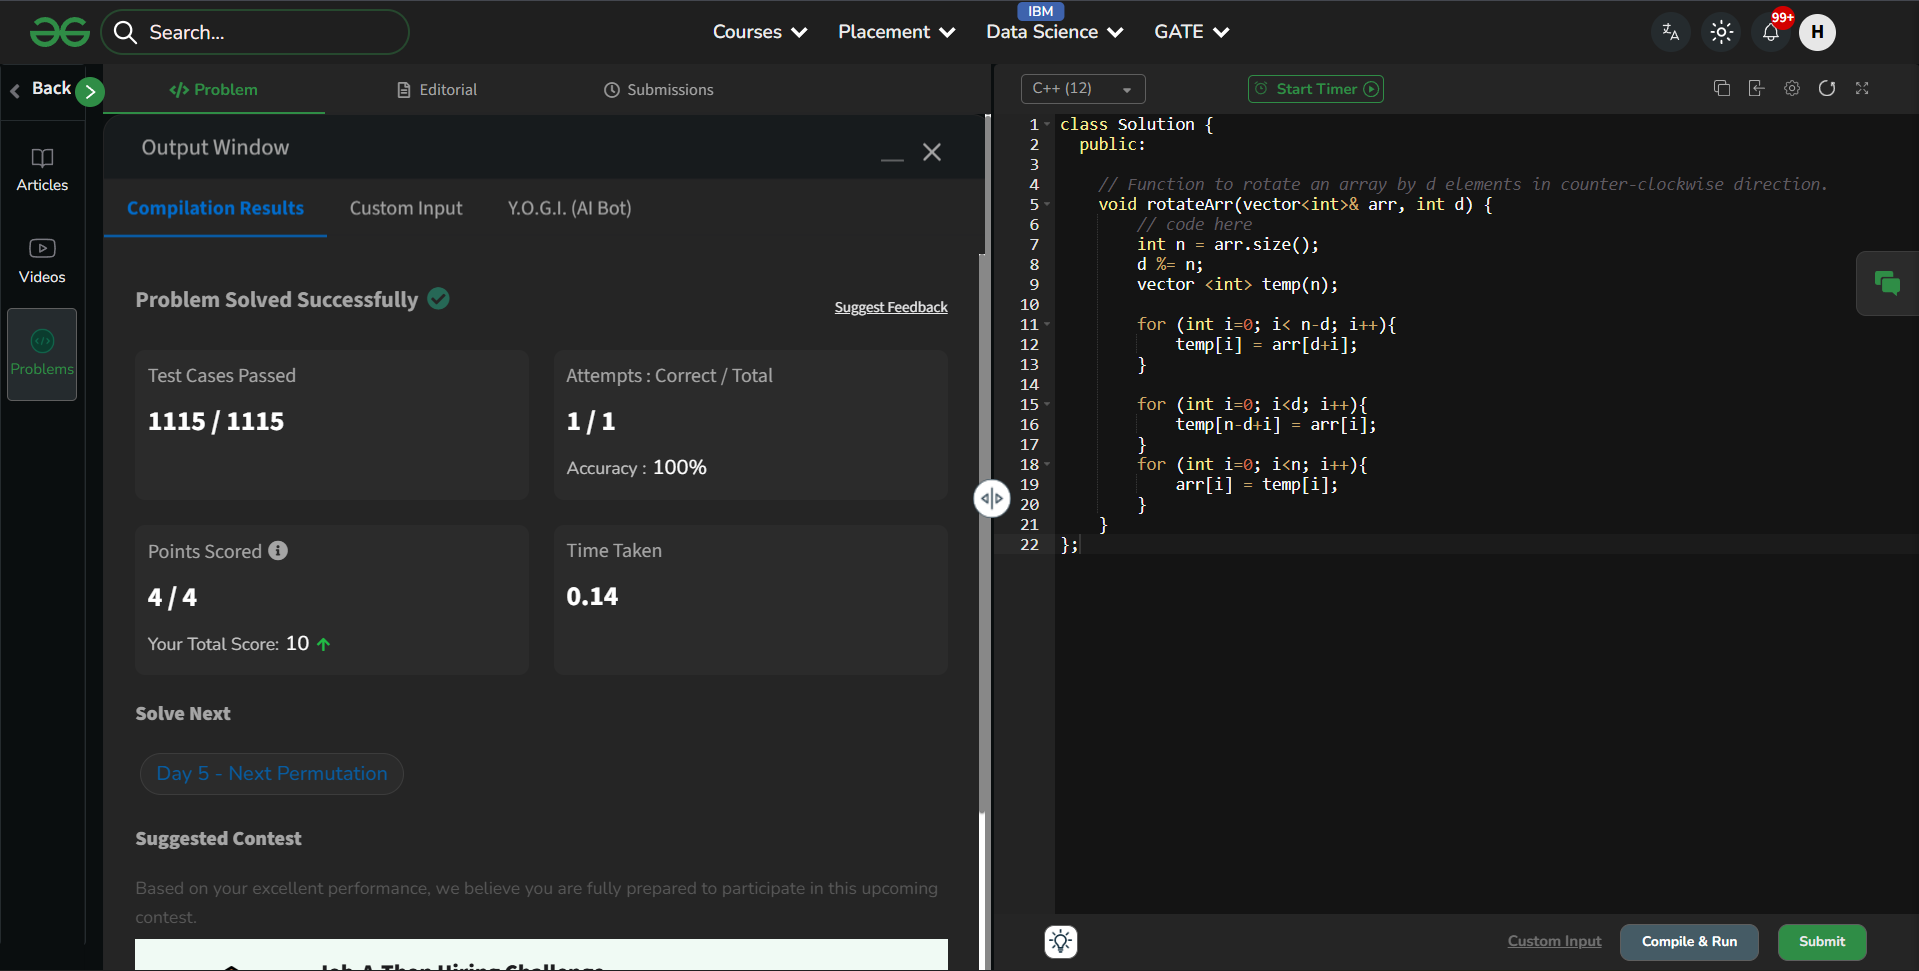 Search...
Courses
Placement
IBM
Data Science
GATE
99+
H
Back
Articles
Videos
Problems
</> Problem
Editorial
Submissions
Output Window
Compilation Results
Custom Input
Y.O.G.I. (AI Bot)
Problem Solved Successfully
Suggest Feedback
Test Cases Passed
1115 / 1115
Attempts : Correct / Total
1 / 1
Accuracy : 100%
Points Scored
4 / 4
Your Total Score: 10
Time Taken
0.14
Solve Next
Day 5 - Next Permutation
Suggested Contest
Based on your excellent performance, we believe you are fully prepared to participate in this upcoming
contest.
Job-A-Thon Hiring Challenge
C++ (12)
Start Timer
1 class Solution {
2 public:
3
4 // Function to rotate an array by d elements in counter-clockwise direction.
5 void rotateArr(vector<int>& arr, int d) {
6 // code here
7 int n = arr.size();
8 d %= n;
9 vector <int> temp(n);
10
11 for (int i=0; i< n-d; i++){
12 temp[i] = arr[d+i];
13 }
14
15 for (int i=0; i<d; i++){
16 temp[n-d+i] = arr[i];
17 }
18 for (int i=0; i<n; i++){
19 arr[i] = temp[i];
20 }
21 }
22 };
Custom Input
Compile & Run
Submit